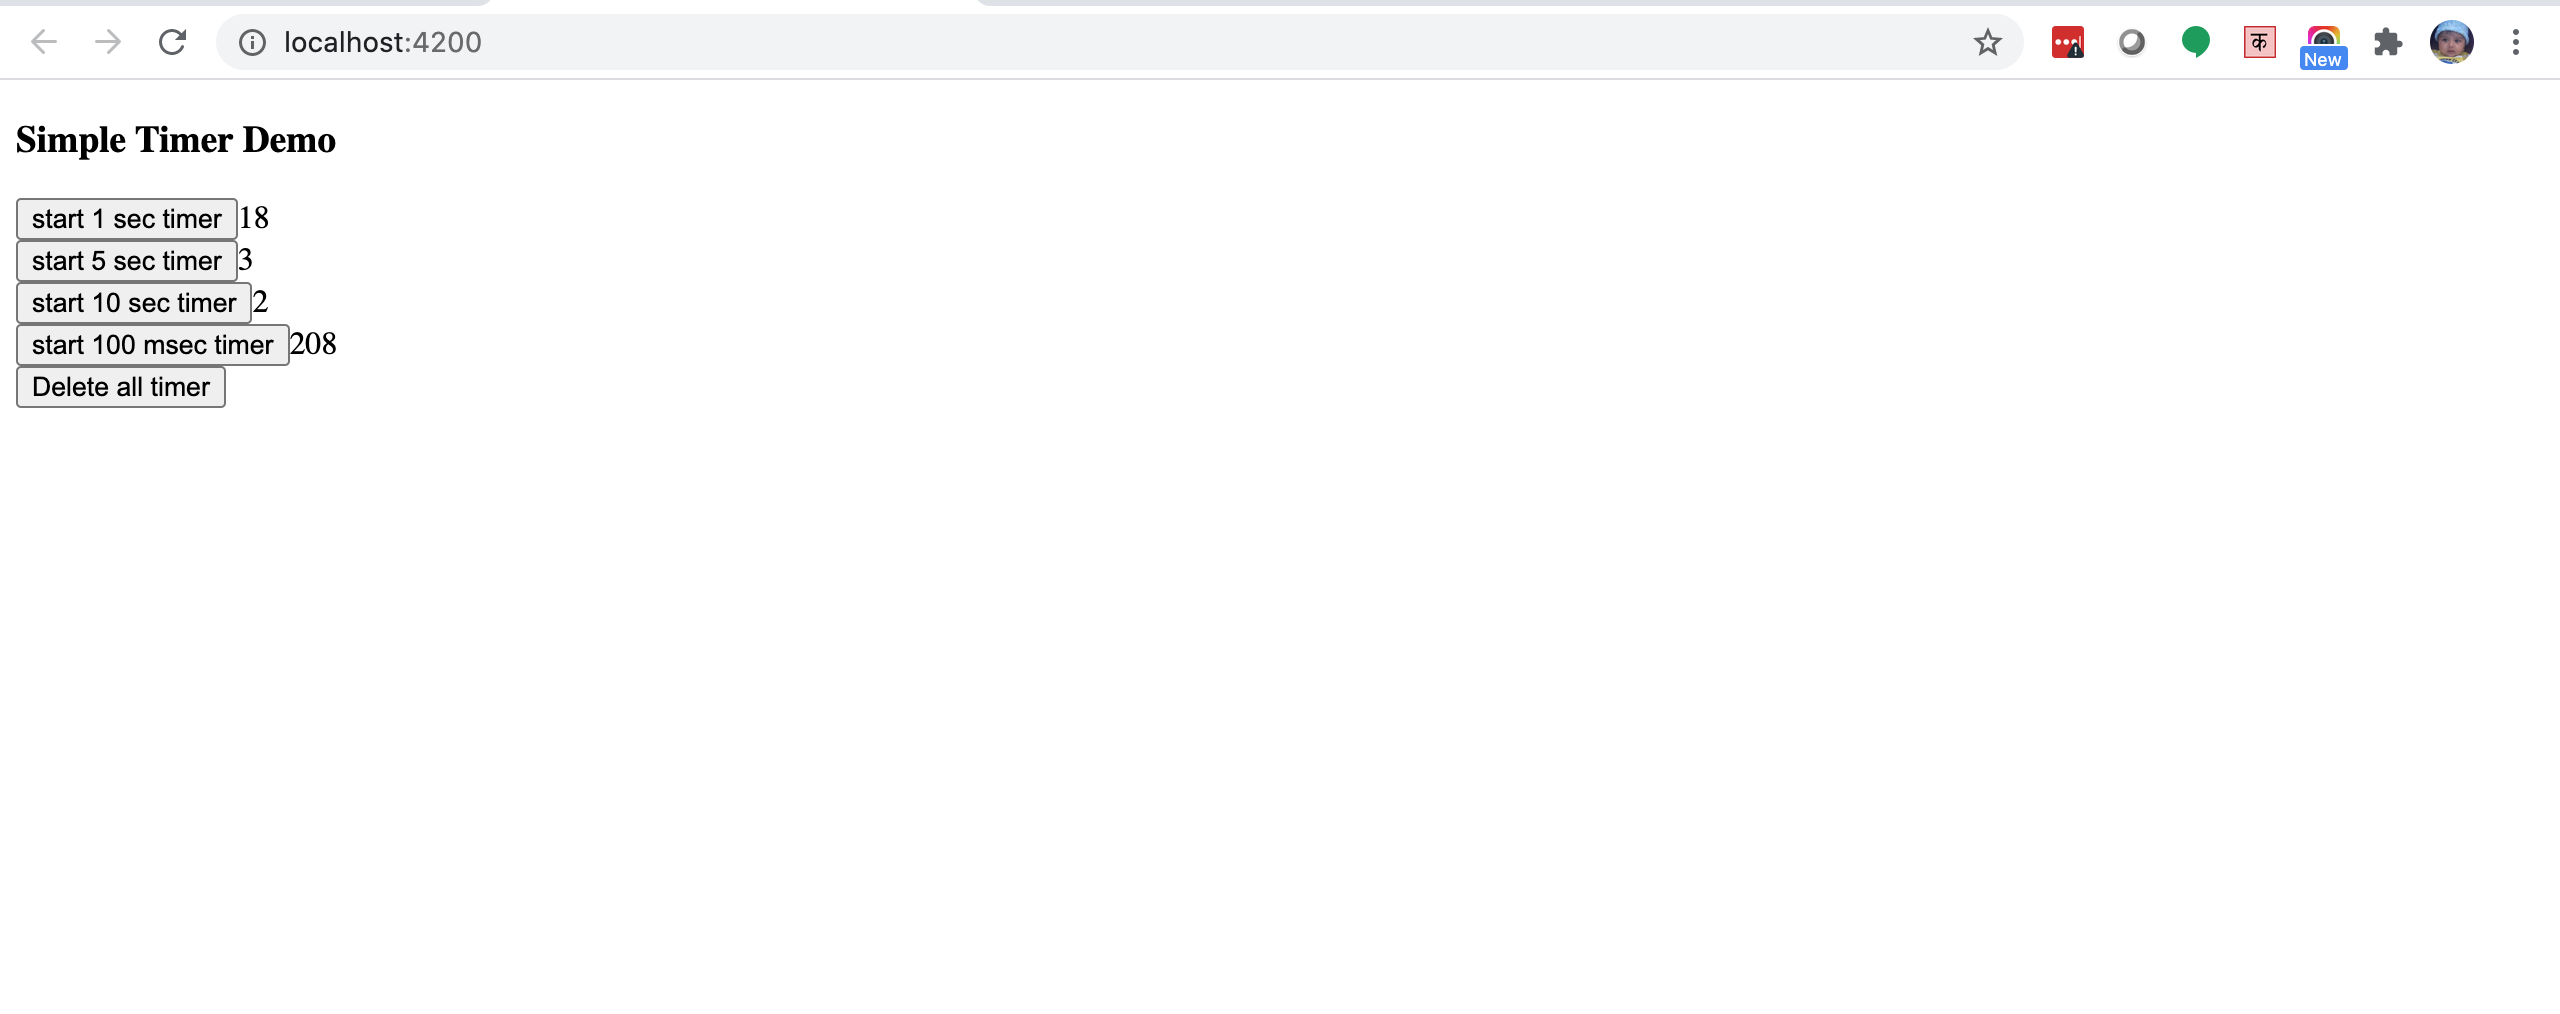 localhost:4200
क
New
Simple Timer Demo
start 1 sec timer 18
start 5 sec timer 3
start 10 sec timer 2
start 100 msec timer 208
Delete all timer